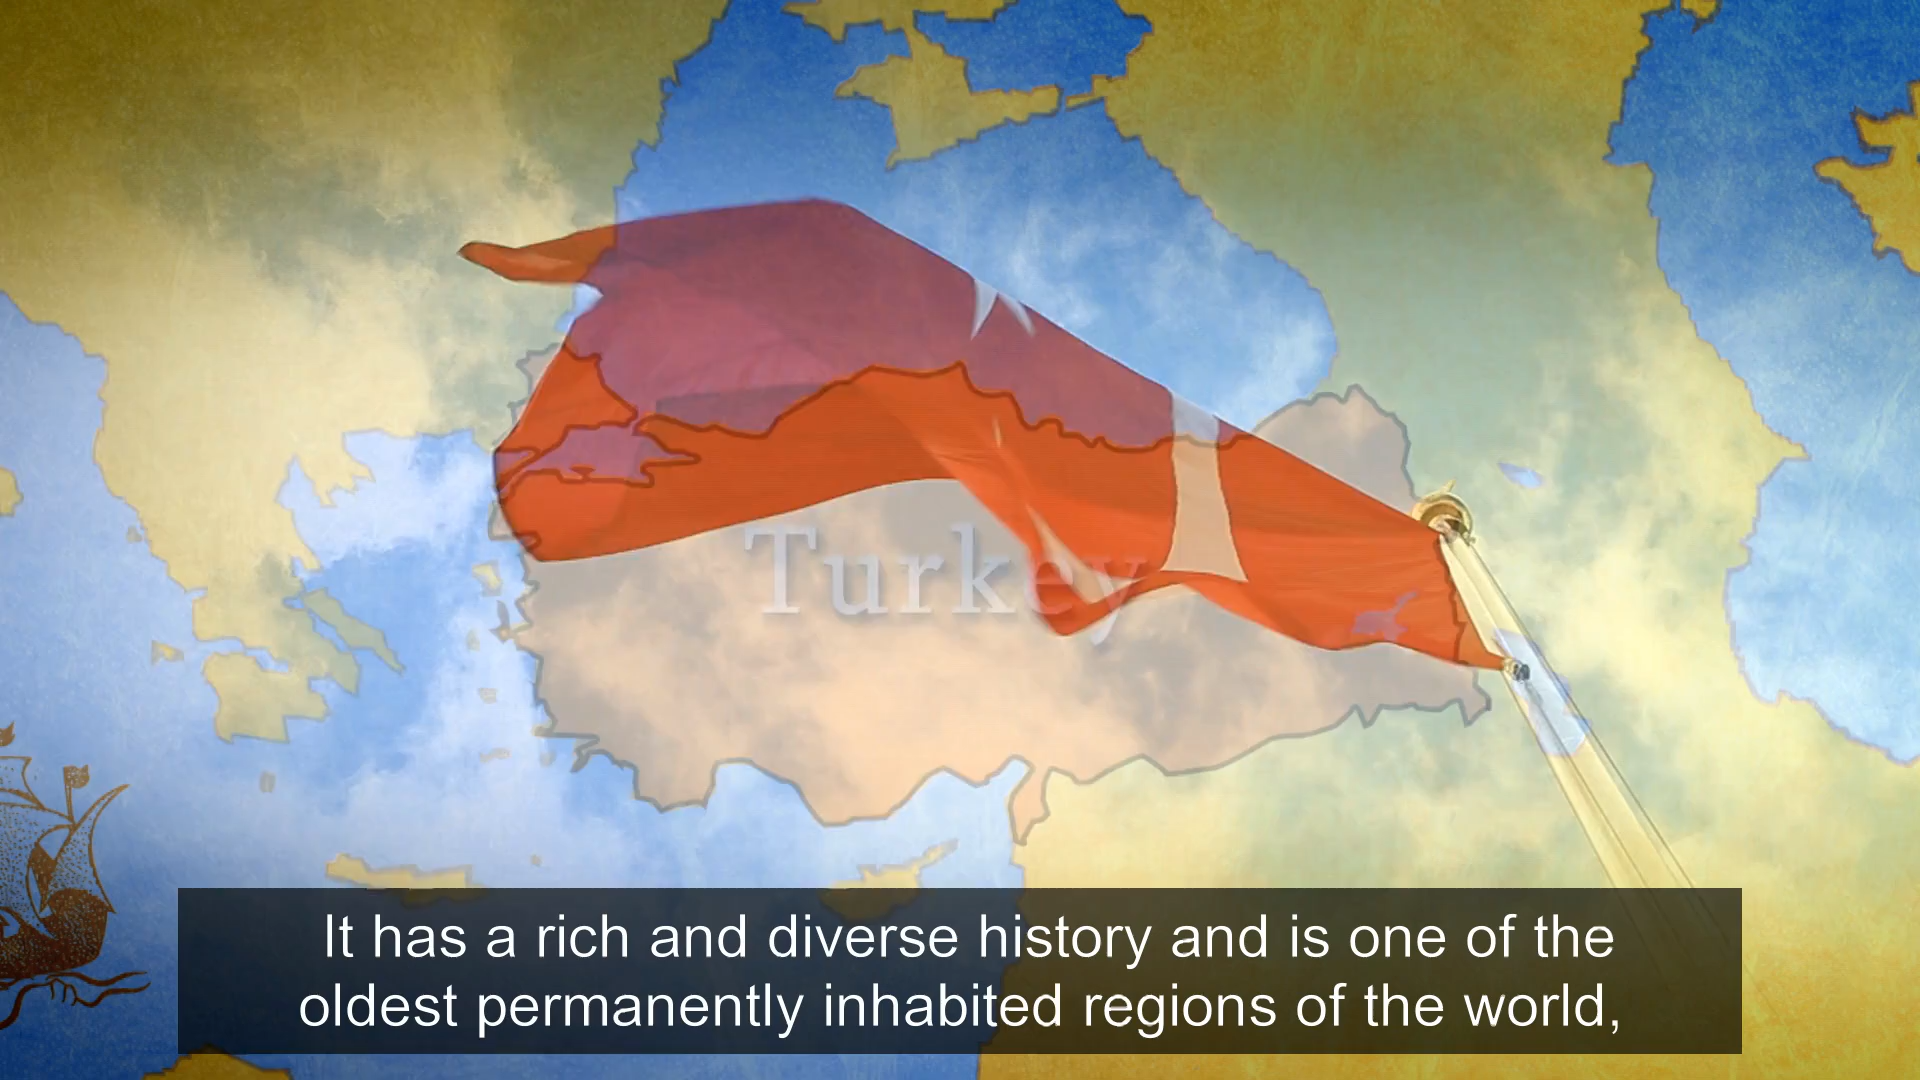 Turkey
It has a rich and diverse history and is one of the
oldest permanently inhabited regions of the world,